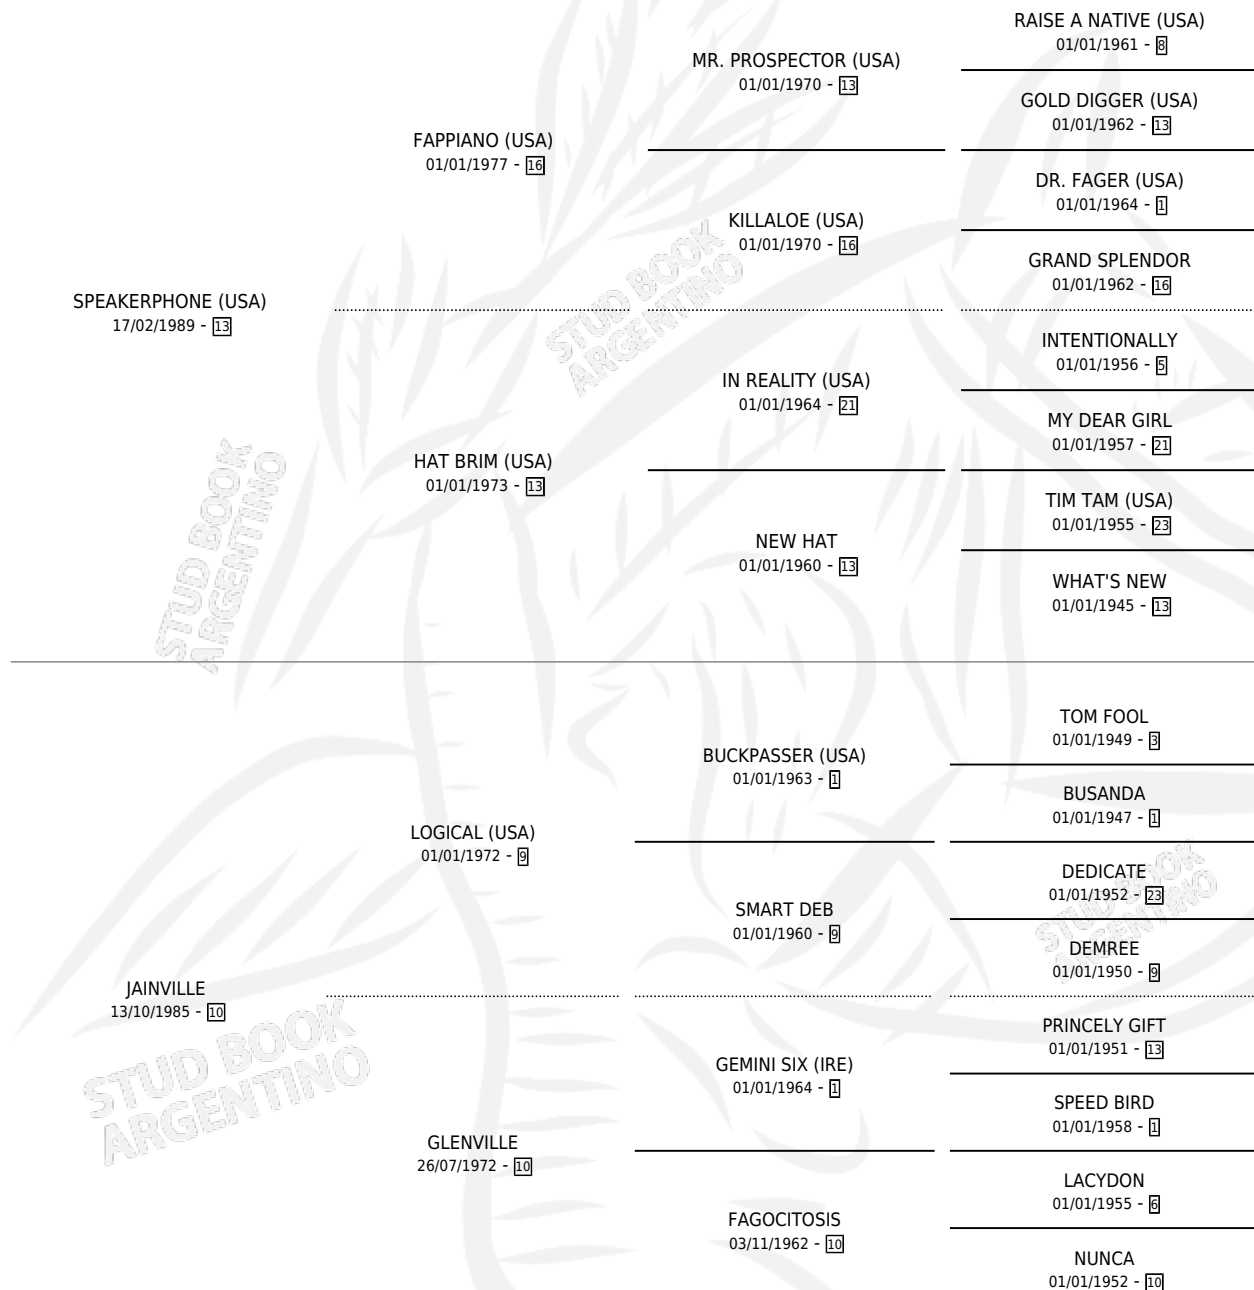 RAISE A NATIVE (USA)
01/01/1961 - 8
MR. PROSPECTOR (USA)
01/01/1970 - 13
GOLD DIGGER (USA)
01/01/1962 - 13
FAPPIANO (USA)
01/01/1977 - 16
DR. FAGER (USA)
01/01/1964 - 1
KILLALOE (USA)
01/01/1970 - 16
GRAND SPLENDOR
01/01/1962 - 16
SPEAKERPHONE (USA)
17/02/1989 - 13
STUD BOOK
ARGENTINO
INTENTIONALLY
01/01/1956 - 5
IN REALITY (USA)
01/01/1964 - 21
MY DEAR GIRL
01/01/1957 - 21
HAT BRIM (USA)
01/01/1973 - 13
TIM TAM (USA)
01/01/1955 - 23
NEW HAT
01/01/1960 - 13
WHAT'S NEW
01/01/1945 - 13
STUD BOOK
ARGENTINO
TOM FOOL
01/01/1949 - 3
BUCKPASSER (USA)
01/01/1963 - 1
BUSANDA
01/01/1947 - 1
LOGICAL (USA)
01/01/1972 - 9
DEDICATE
01/01/1952 - 23
SMART DEB
01/01/1960 - 9
DEMREE
01/01/1950 - 9
STUD BOOK
ARGENTINO
JAINVILLE
13/10/1985 - 10
PRINCELY GIFT
01/01/1951 - 13
GEMINI SIX (IRE)
01/01/1964 - 1
SPEED BIRD
01/01/1958 - 1
STUD BOOK
ARGENTINO
GLENVILLE
26/07/1972 - 10
LACYDON
01/01/1955 - 6
FAGOCITOSIS
03/11/1962 - 10
NUNCA
01/01/1952 - 10